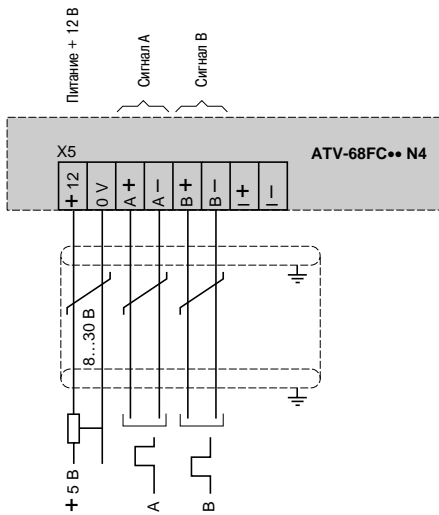 Питание + 12 В
Сигнал A
Сигнал B
X5
ATV-68FC•• N4
+ 12
0 V
A +
A −
B +
B −
I +
I −
8...30 В
+ 5 В
A
B